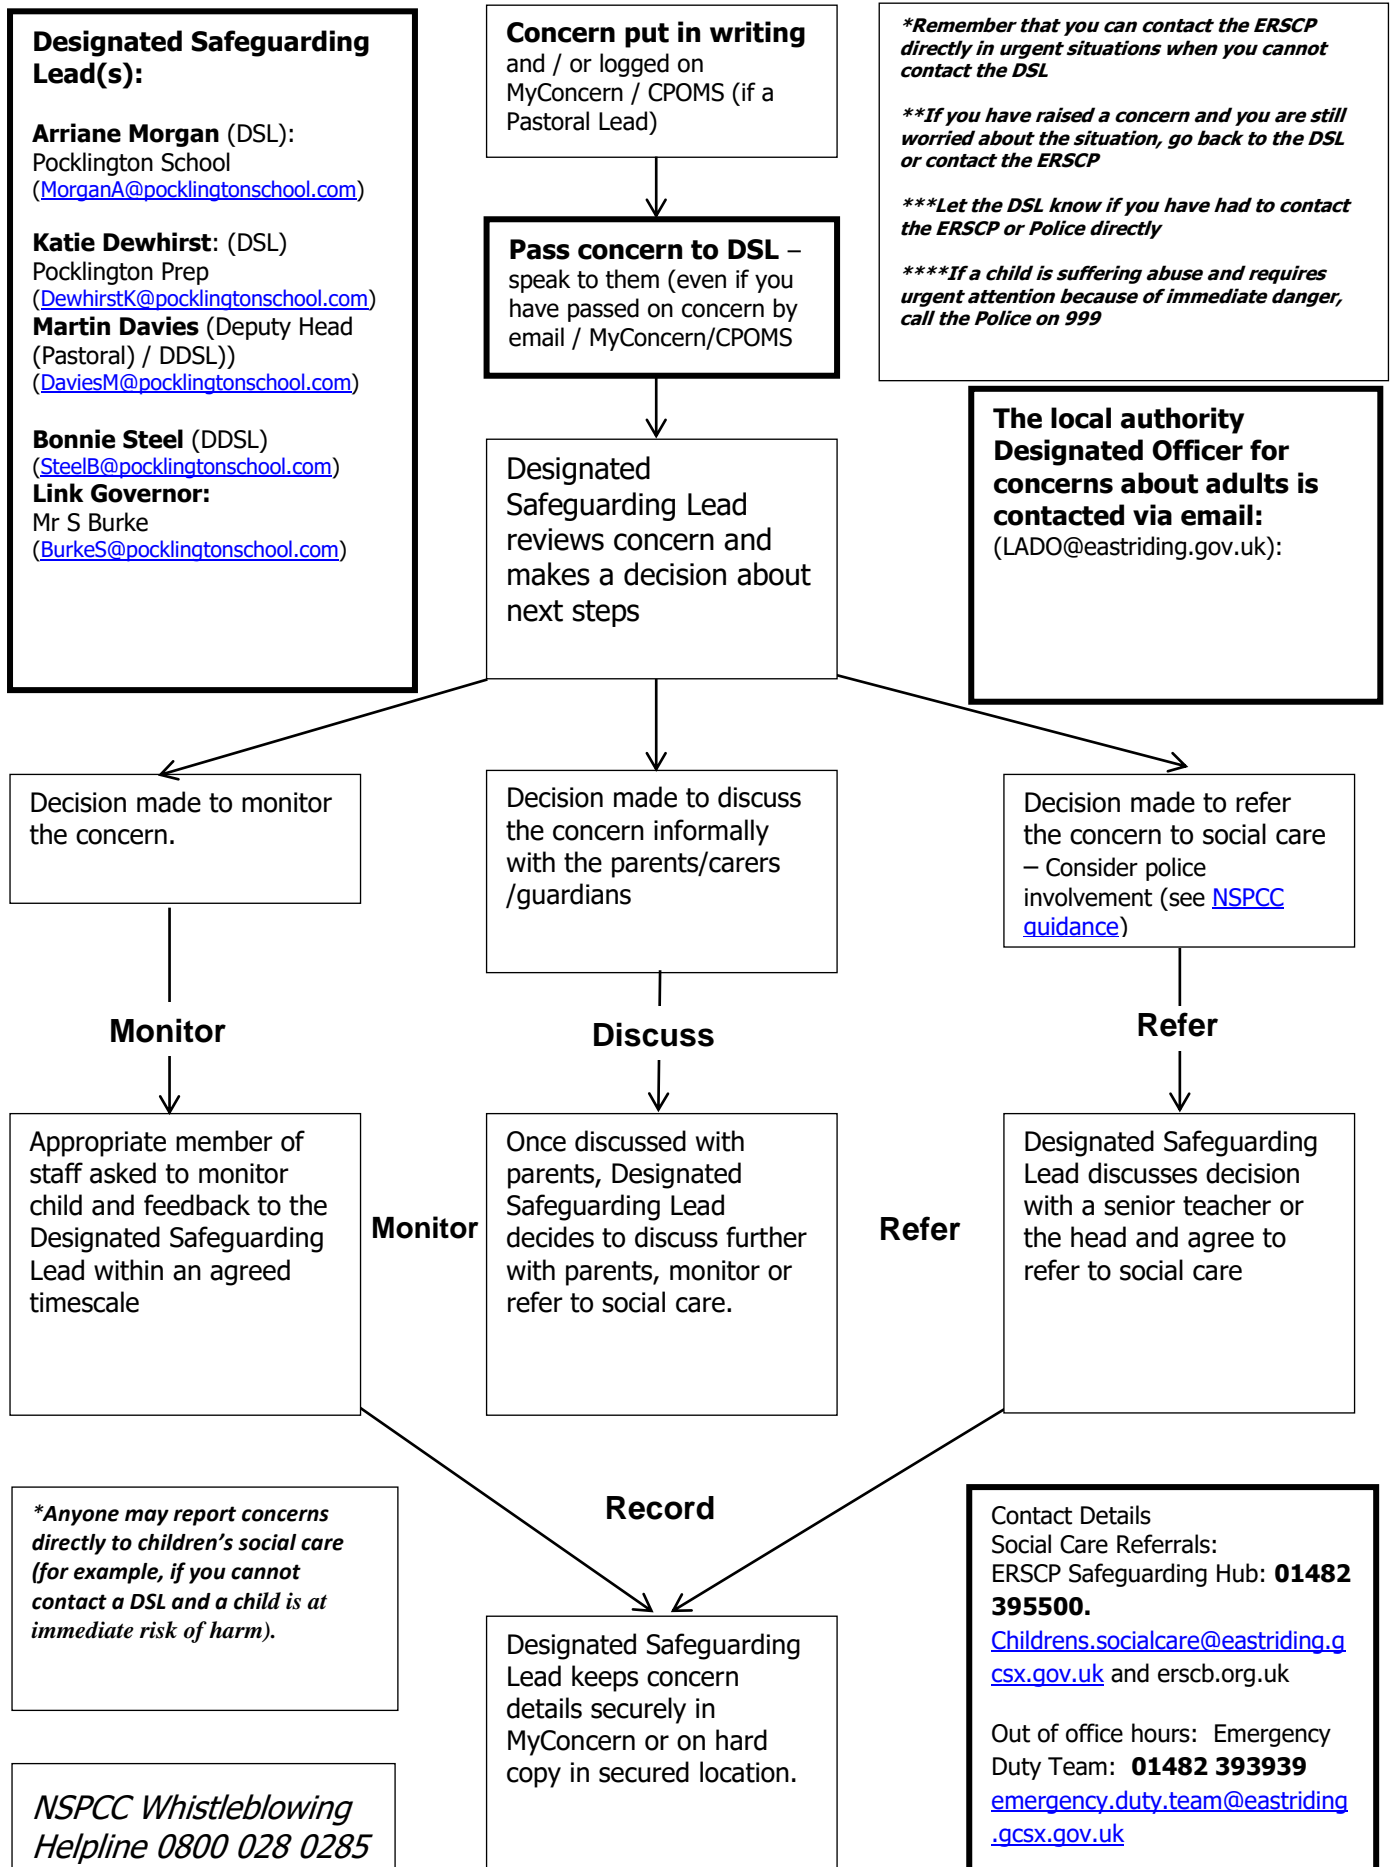 Designated Safeguarding
Lead(s):
Arriane Morgan (DSL):
Pocklington School
(MorganA@pocklingtonschool.com)
Katie Dewhirst: (DSL)
Pocklington Prep
(DewhirstK@pocklingtonschool.com)
Martin Davies (Deputy Head
(Pastoral) / DDSL))
(DaviesM@pocklingtonschool.com)
Bonnie Steel (DDSL)
(SteelB@pocklingtonschool.com)
Link Governor:
Mr S Burke
(BurkeS@pocklingtonschool.com)
Concern put in writing
and / or logged on
MyConcern / CPOMS (if a
Pastoral Lead)
Pass concern to DSL –
speak to them (even if you
have passed on concern by
email / MyConcern/CPOMS
Designated
Safeguarding Lead
reviews concern and
makes a decision about
next steps
*Remember that you can contact the ERSCP
directly in urgent situations when you cannot
contact the DSL
**If you have raised a concern and you are still
worried about the situation, go back to the DSL
or contact the ERSCP
***Let the DSL know if you have had to contact
the ERSCP or Police directly
****If a child is suffering abuse and requires
urgent attention because of immediate danger,
call the Police on 999
The local authority
Designated Officer for
concerns about adults is
contacted via email:
(LADO@eastriding.gov.uk):
Decision made to monitor
the concern.
Decision made to discuss
the concern informally
with the parents/carers
/guardians
Decision made to refer
the concern to social care
– Consider police
involvement (see NSPCC
guidance)
Monitor
Discuss
Refer
Appropriate member of
staff asked to monitor
child and feedback to the
Designated Safeguarding
Lead within an agreed
timescale
Monitor
Once discussed with
parents, Designated
Safeguarding Lead
decides to discuss further
with parents, monitor or
refer to social care.
Refer
Designated Safeguarding
Lead discusses decision
with a senior teacher or
the head and agree to
refer to social care
*Anyone may report concerns
directly to children’s social care
(for example, if you cannot
contact a DSL and a child is at
immediate risk of harm).
Record
Designated Safeguarding
Lead keeps concern
details securely in
MyConcern or on hard
copy in secured location.
Contact Details
Social Care Referrals:
ERSCP Safeguarding Hub: 01482
395500.
Childrens.socialcare@eastriding.g
csx.gov.uk and erscb.org.uk
Out of office hours: Emergency
Duty Team: 01482 393939
emergency.duty.team@eastriding
.gcsx.gov.uk
NSPCC Whistleblowing
Helpline 0800 028 0285